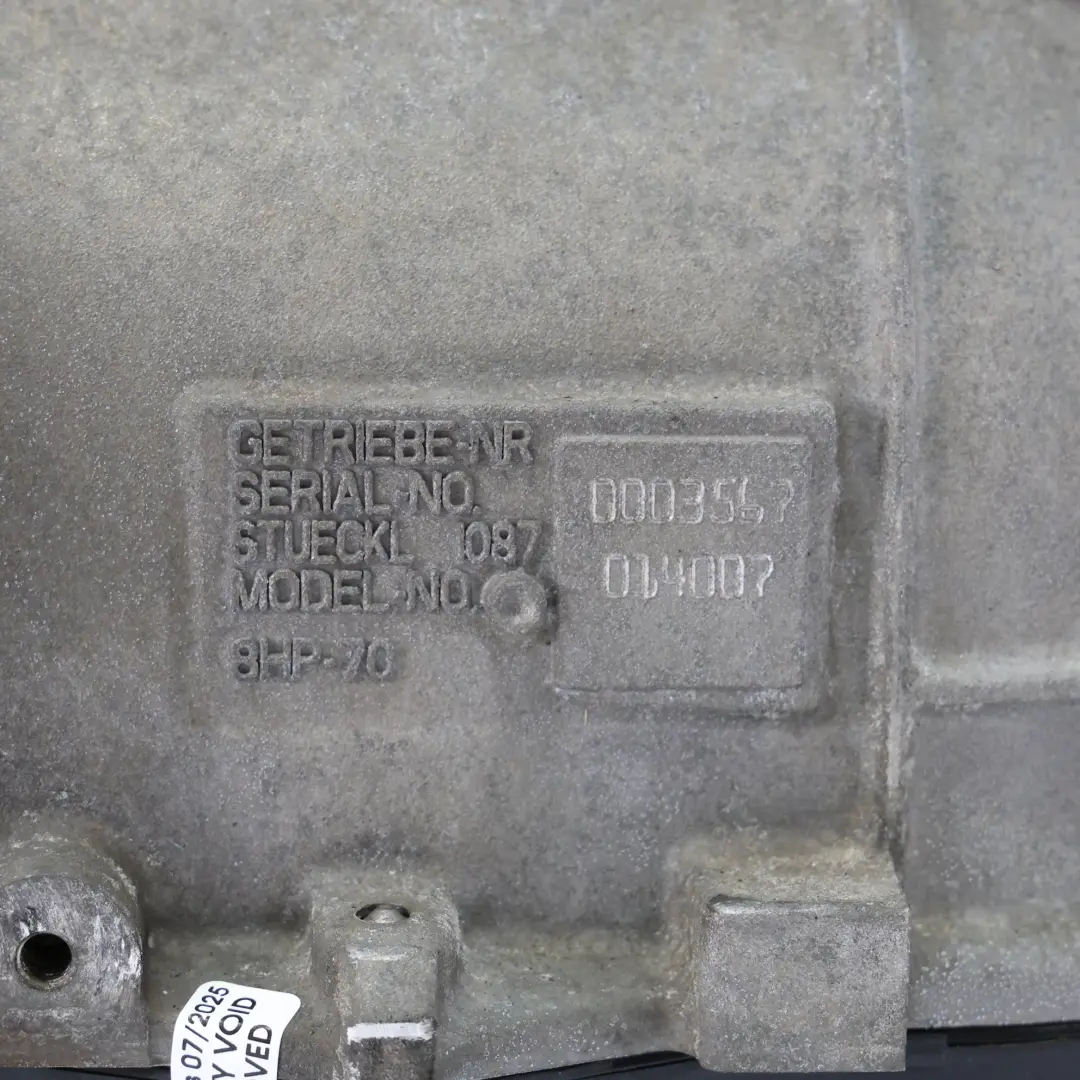 GETRIEBE-NR
SERIAL-NO. 0003567
STUECKL 1087
MODEL-NO. 014007
8HP-70
07/2025
Y VOID
VED